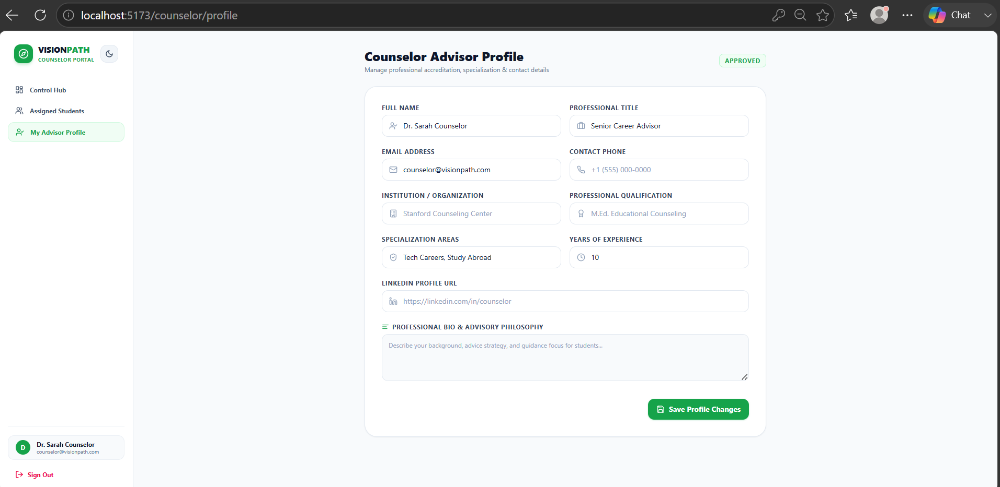 localhost:5173/counselor/profile
Chat
VISIONPATH
COUNSELOR PORTAL
Control Hub
Assigned Students
My Advisor Profile
Counselor Advisor Profile
Manage professional accreditation, specialization & contact details
APPROVED
FULL NAME
Dr. Sarah Counselor
PROFESSIONAL TITLE
Senior Career Advisor
EMAIL ADDRESS
counselor@visionpath.com
CONTACT PHONE
+1 (555) 000-0000
INSTITUTION / ORGANIZATION
Stanford Counseling Center
PROFESSIONAL QUALIFICATION
M.Ed. Educational Counseling
SPECIALIZATION AREAS
Tech Careers, Study Abroad
YEARS OF EXPERIENCE
10
LINKEDIN PROFILE URL
https://linkedin.com/in/counselor
PROFESSIONAL BIO & ADVISORY PHILOSOPHY
Describe your background, advice strategy, and guidance focus for students...
Save Profile Changes
D
Dr. Sarah Counselor
counselor@visionpath.com
Sign Out